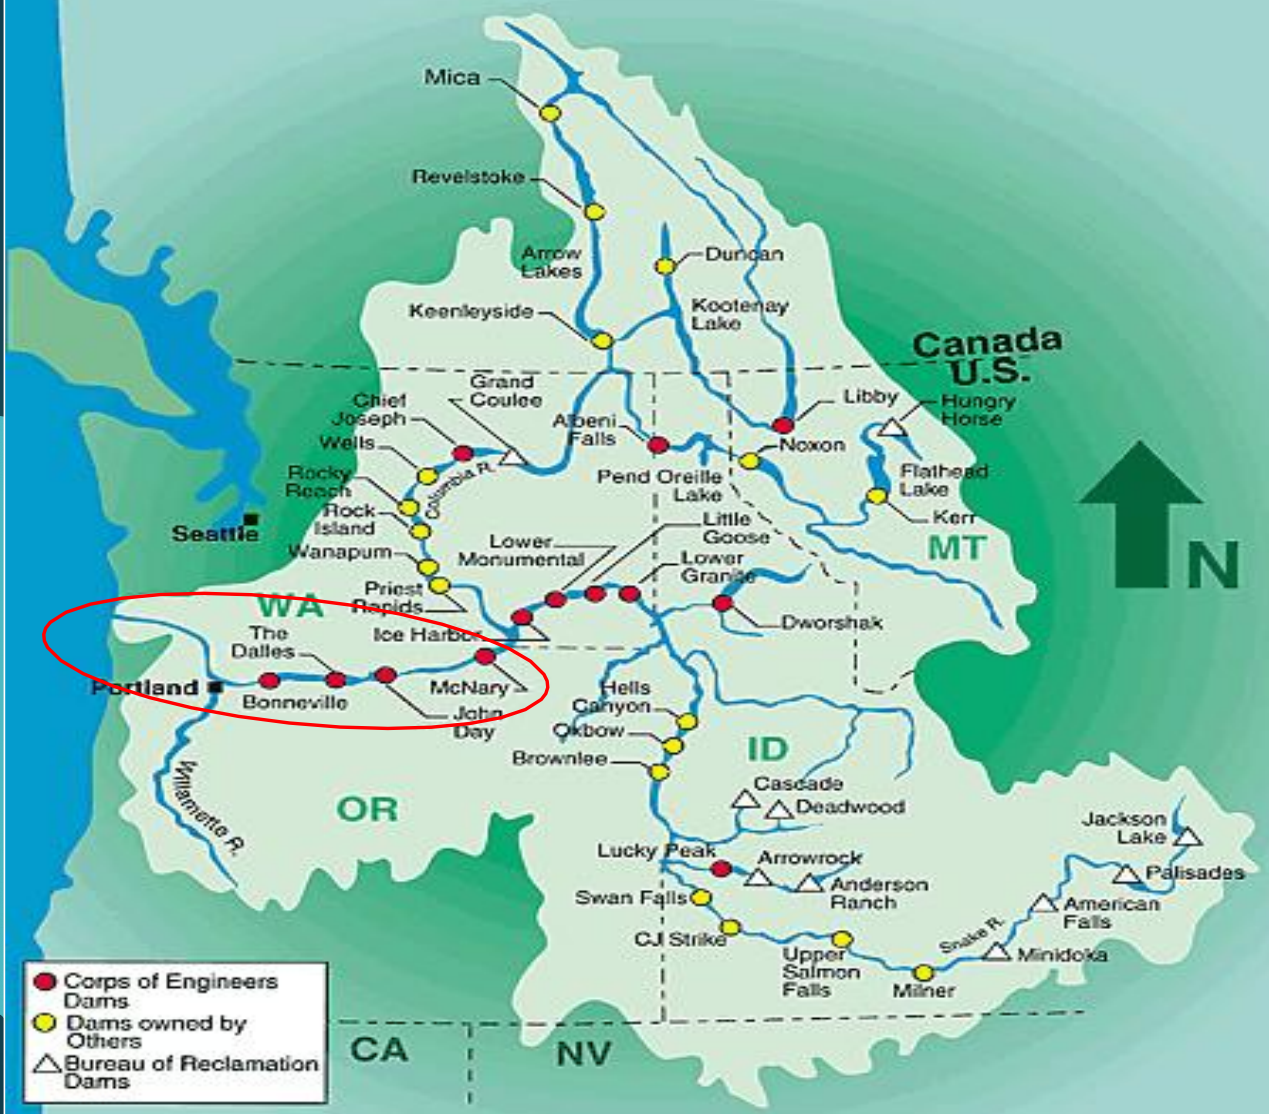 Mica
Revelstoke
Arrow
Lakes
Duncan
Keenleyside
Kootenay
Lake
Canada
U.S.
Grand
Coulee
Chief
Joseph
Libby
Hungry
Horse
Albeni
Falls
Wells
Noxon
Rocky
Reach
Columbia R.
Pend Oreille
Lake
Flathead
Lake
Rock
Island
Kerr
Seattle
Little
Goose
Lower
Monumental
Wanapum
Lower
Granite
MT
N
Priest
Rapids
WA
Ice Harbor
Dworshak
The
Dalles
Portland
Bonneville
McNary
John
Day
Hells
Canyon
Oxbow
Brownlee
ID
Cascade
Deadwood
OR
Willamette R.
Jackson
Lake
Lucky Peak
Arrowrock
Palisades
Anderson
Ranch
Swan Falls
American
Falls
CJ Strike
Snake R.
Upper
Salmon
Falls
Minidoka
Milner
Corps of Engineers
Dams
Dams owned by
Others
Bureau of Reclamation
Dams
CA
NV